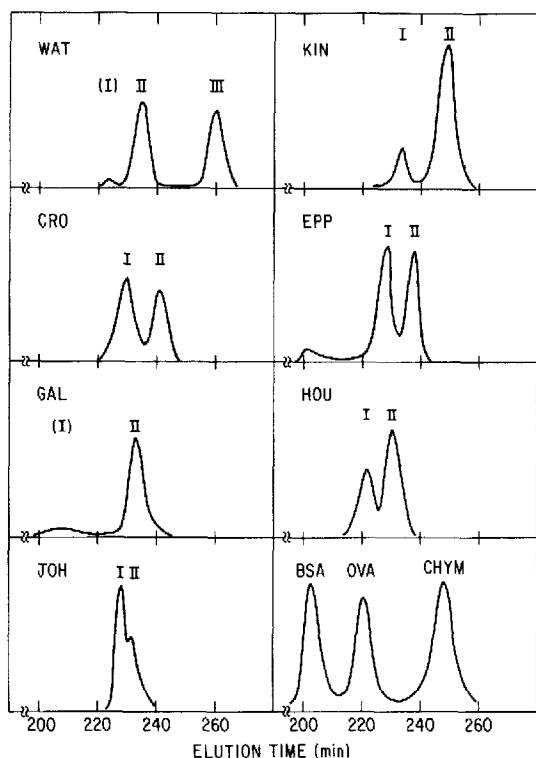 WAT
(I) II III
KIN
I II
CRO
I II
EPP
I II
GAL
(I) II
HOU
I II
JOH
I II
BSA OVA CHYM
200 220 240 260
200 220 240 260
ELUTION TIME (min)